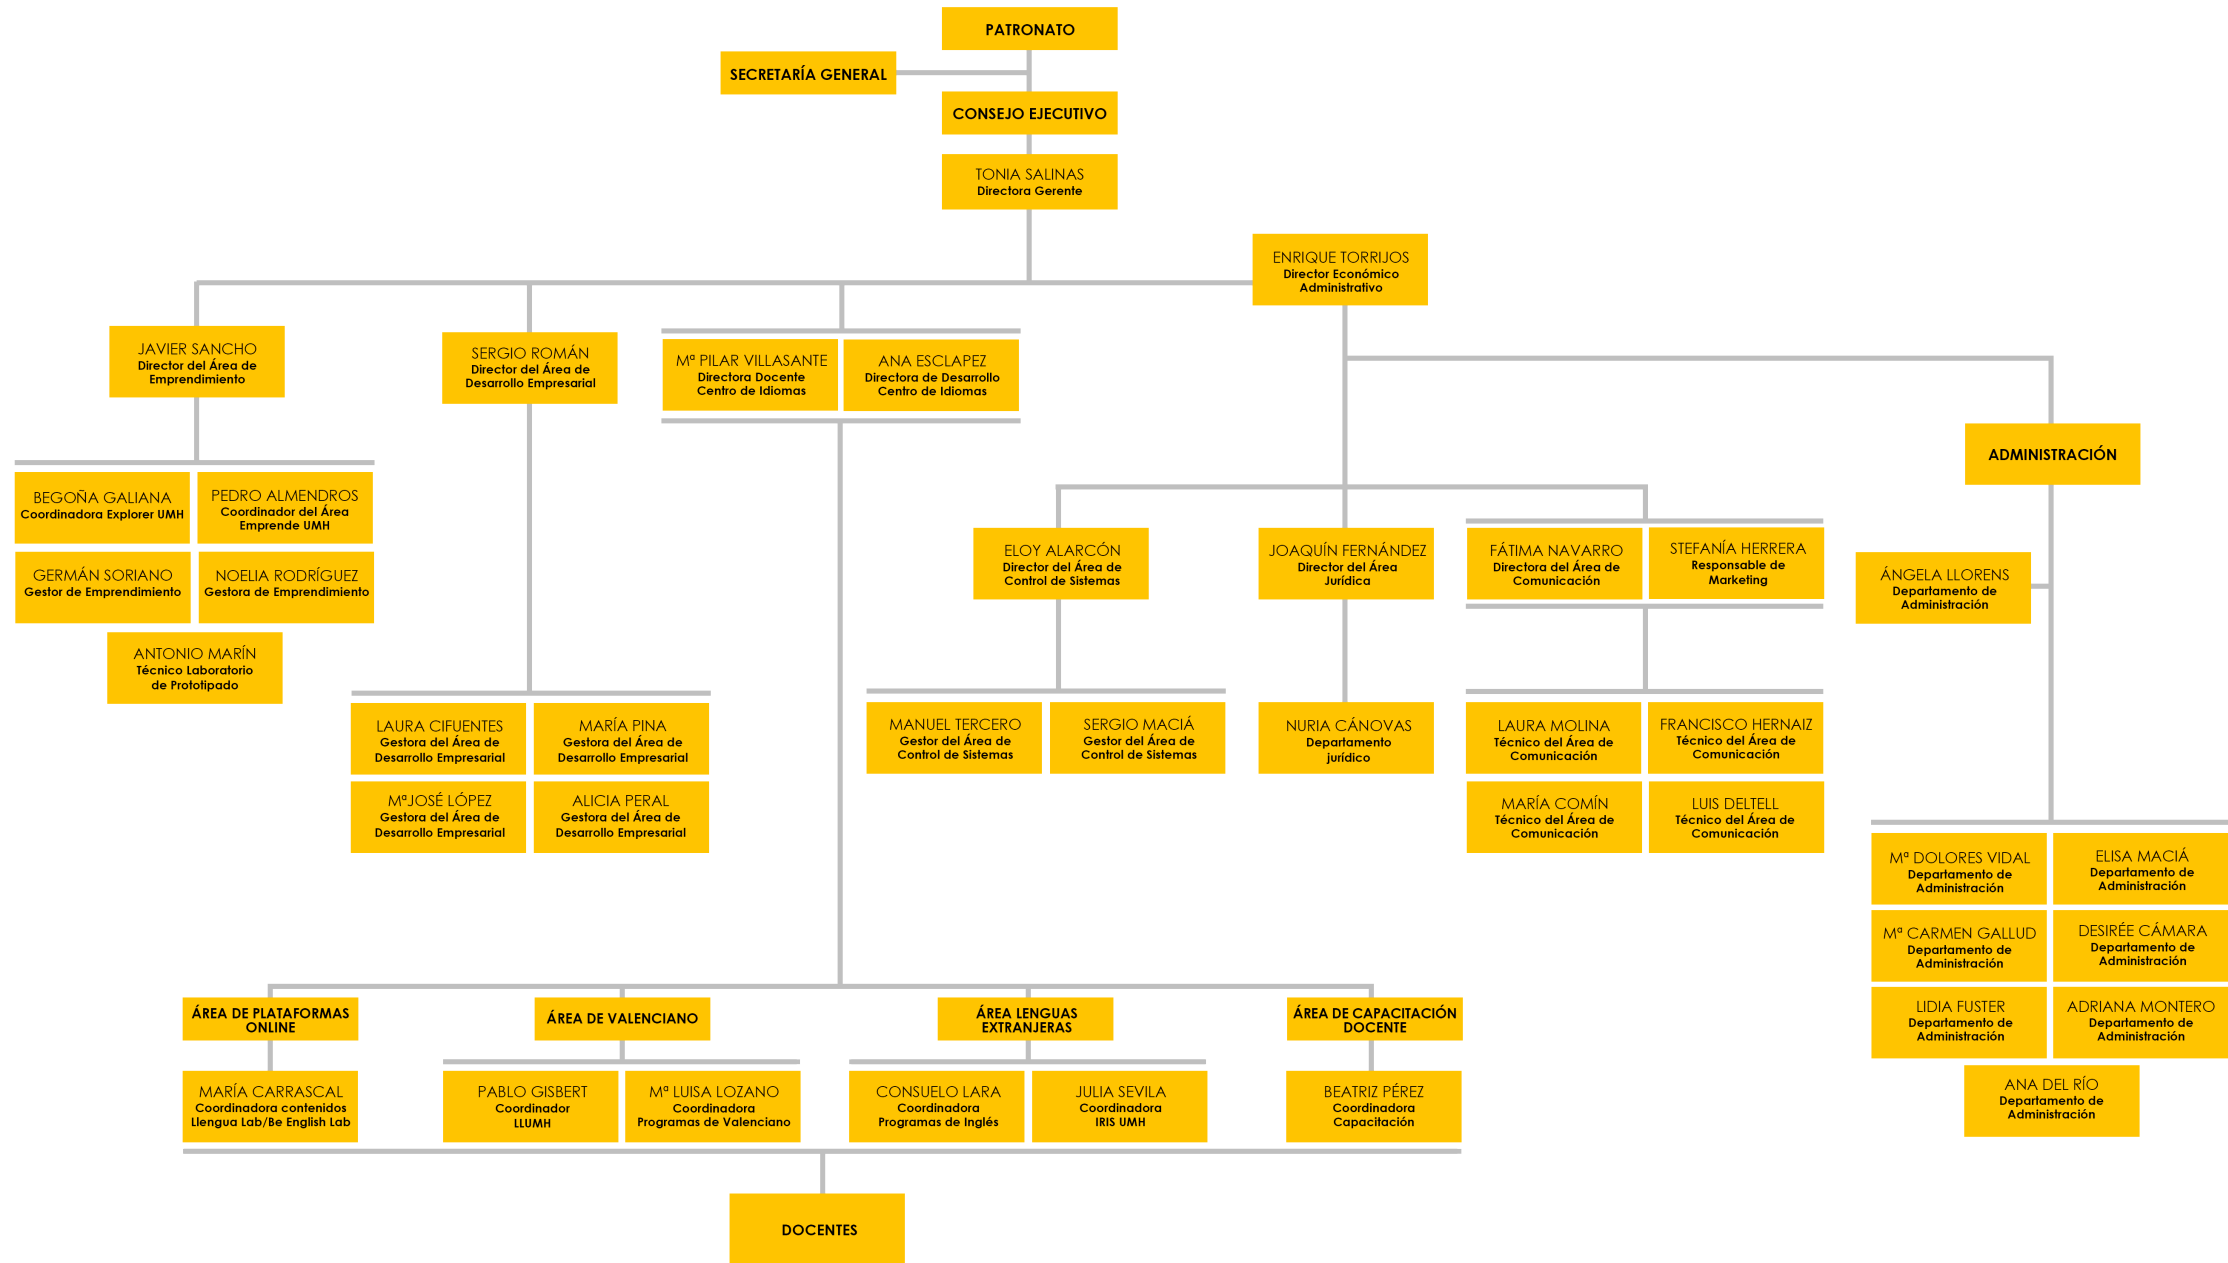 PATRONATO
SECRETARÍA GENERAL
CONSEJO EJECUTIVO
TONIA SALINAS
Directora Gerente
ENRIQUE TORRIJOS
Director Económico
Administrativo
JAVIER SANCHO
Director del Área de
Emprendimiento
SERGIO ROMÁN
Director del Área de
Desarrollo Empresarial
Mª PILAR VILLASANTE
Directora Docente
Centro de Idiomas
ANA ESCLAPEZ
Directora de Desarrollo
Centro de Idiomas
ADMINISTRACIÓN
BEGOÑA GALIANA
Coordinadora Explorer UMH
PEDRO ALMENDROS
Coordinador del Área
Emprende UMH
GERMÁN SORIANO
Gestor de Emprendimiento
NOELIA RODRÍGUEZ
Gestora de Emprendimiento
ANTONIO MARÍN
Técnico Laboratorio
de Prototipado
ELOY ALARCÓN
Director del Área de
Control de Sistemas
JOAQUÍN FERNÁNDEZ
Director del Área
Jurídica
FÁTIMA NAVARRO
Directora del Área de
Comunicación
STEFANÍA HERRERA
Responsable de
Marketing
ÁNGELA LLORENS
Departamento de
Administración
LAURA CIFUENTES
Gestora del Área de
Desarrollo Empresarial
MARÍA PINA
Gestora del Área de
Desarrollo Empresarial
MªJOSÉ LÓPEZ
Gestora del Área de
Desarrollo Empresarial
ALICIA PERAL
Gestora del Área de
Desarrollo Empresarial
MANUEL TERCERO
Gestor del Área de
Control de Sistemas
SERGIO MACIÁ
Gestor del Área de
Control de Sistemas
NURIA CÁNOVAS
Departamento
jurídico
LAURA MOLINA
Técnico del Área de
Comunicación
FRANCISCO HERNAIZ
Técnico del Área de
Comunicación
MARÍA COMÍN
Técnico del Área de
Comunicación
LUIS DELTELL
Técnico del Área de
Comunicación
Mª DOLORES VIDAL
Departamento de
Administración
ELISA MACIÁ
Departamento de
Administración
Mª CARMEN GALLUD
Departamento de
Administración
DESIRÉE CÁMARA
Departamento de
Administración
LIDIA FUSTER
Departamento de
Administración
ADRIANA MONTERO
Departamento de
Administración
ANA DEL RÍO
Departamento de
Administración
ÁREA DE PLATAFORMAS
ONLINE
ÁREA DE VALENCIANO
ÁREA LENGUAS
EXTRANJERAS
ÁREA DE CAPACITACIÓN
DOCENTE
MARÍA CARRASCAL
Coordinadora contenidos
Llengua Lab/Be English Lab
PABLO GISBERT
Coordinador
LLUMH
Mª LUISA LOZANO
Coordinadora
Programas de Valenciano
CONSUELO LARA
Coordinadora
Programas de Inglés
JULIA SEVILA
Coordinadora
IRIS UMH
BEATRIZ PÉREZ
Coordinadora
Capacitación
DOCENTES